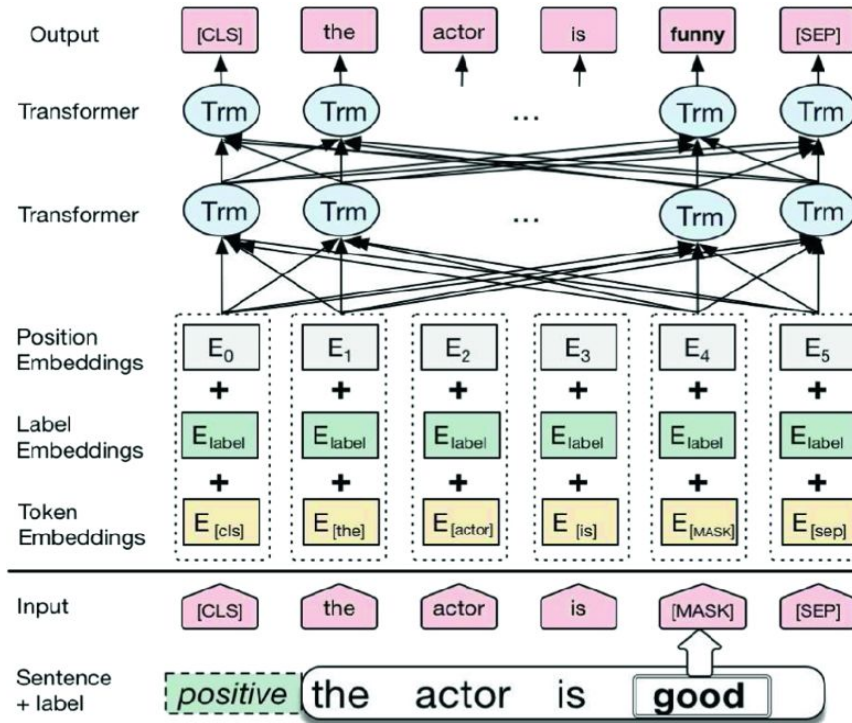 Output [CLS] the actor is funny [SEP]
Transformer Trm Trm ... Trm Trm
Transformer Trm Trm ... Trm Trm
Position Embeddings E0 E1 E2 E3 E4 E5
+ + + + + +
Label Embeddings Elabel Elabel Elabel Elabel Elabel Elabel
+ + + + + +
Token Embeddings E[cls] E[the] E[actor] E[is] E[MASK] E[sep]
Input [CLS] the actor is [MASK] [SEP]
Sentence + label positive the actor is good